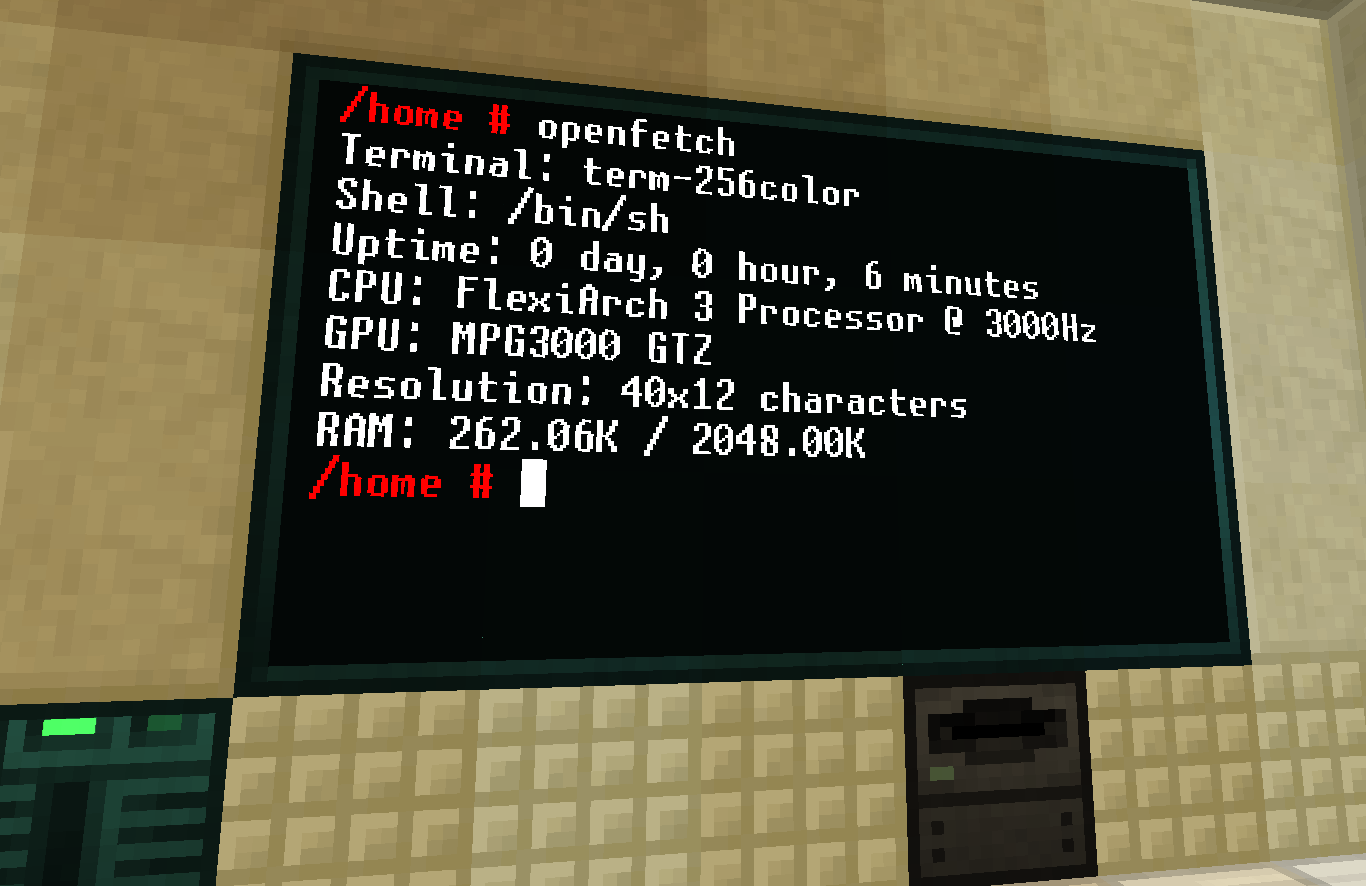 /home # openfetch
Terminal: term-256color
Shell: /bin/sh
Uptime: 0 day, 0 hour, 6 minutes
CPU: FlexiArch 3 Processor @ 3000Hz
GPU: MPG3000 GTZ
Resolution: 40x12 characters
RAM: 262.06K / 2048.00K
/home #